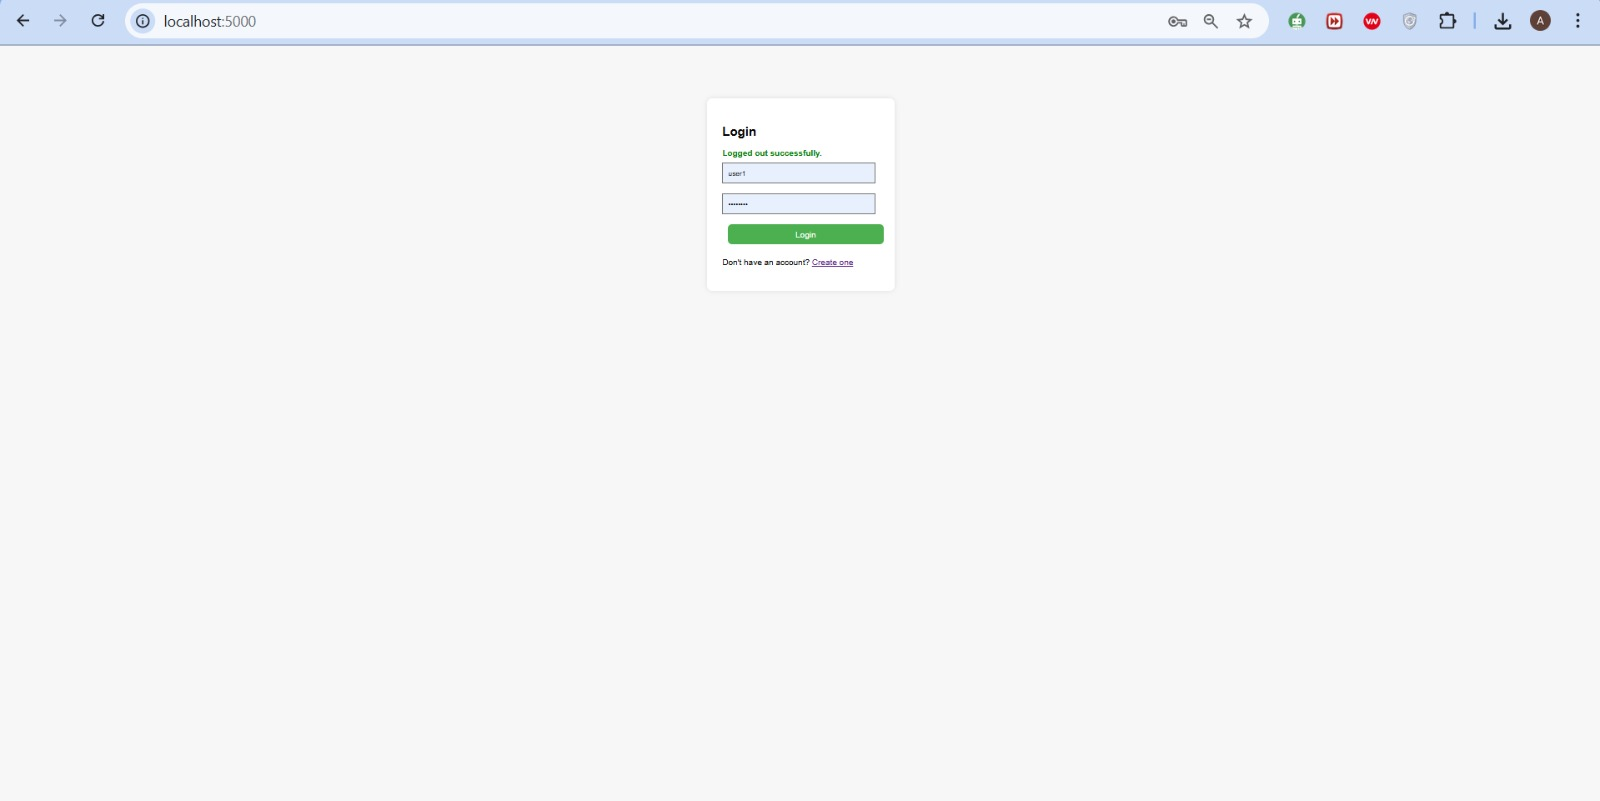 localhost:5000
A
Login
Logged out successfully.
user1
••••••••
Login
Don't have an account? Create one